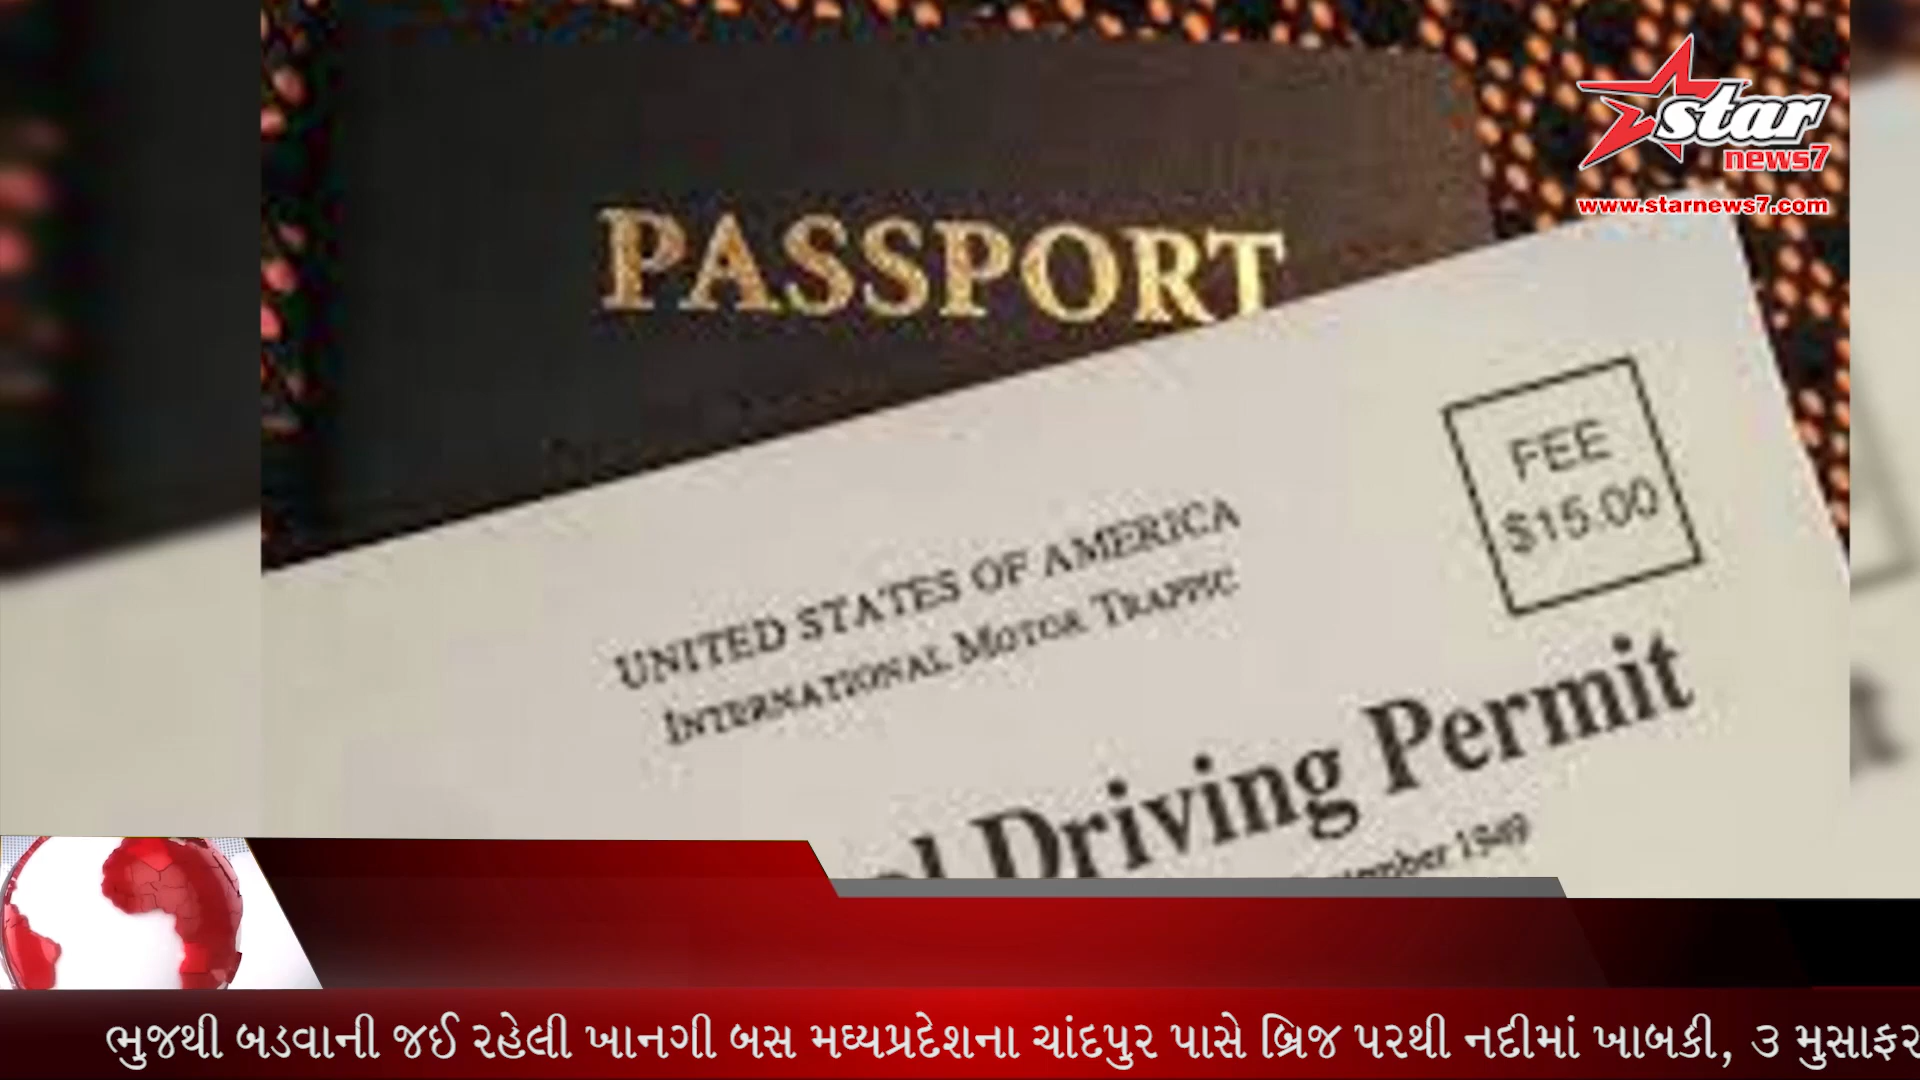 star
news7
www.starnews7.com
PASSPORT
FEE
$15.00
UNITED STATES OF AMERICA
INTERNATIONAL MOTOR TRAFFIC
Driving Permit
1949
ભુજથી બડવાની જઈ રહેલી ખાનગી બસ મધ્યપ્રદેશના ચાંદપુર પાસે બ્રિજ પરથી નદીમાં ખાબકી, ૩ મુસાફર